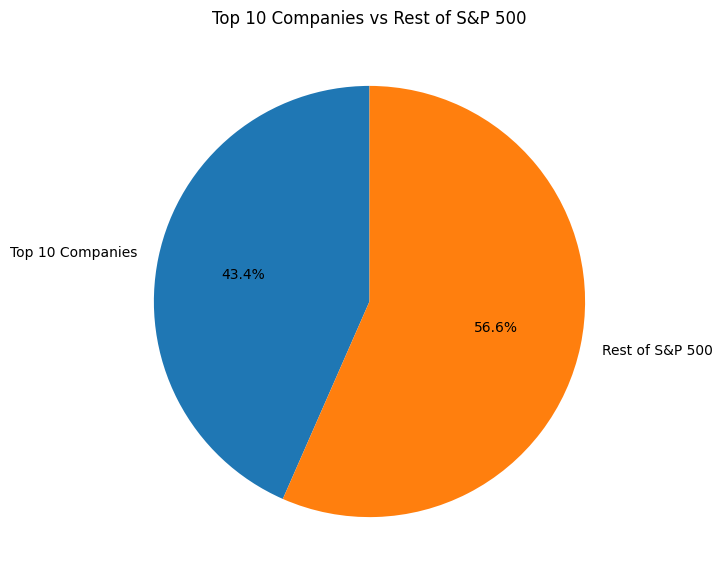 Top 10 Companies vs Rest of S&P 500
Top 10 Companies
43.4%
56.6%
Rest of S&P 500